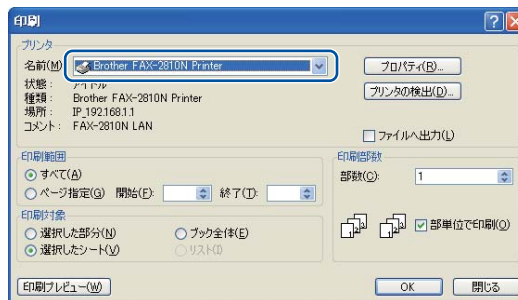 印刷
プリンタ
名前(M): Brother FAX-2810N Printer プロパティ(R)...
状態: アイドル
種類: Brother FAX-2810N Printer プリンタの検出(D)...
場所: IP_192.168.1.1
コメント: FAX-2810N LAN ファイルへ出力(L)
印刷範囲 印刷部数
すべて(A) 部数(C): 1
ページ指定(G) 開始(F): 終了(T):
印刷対象
選択した部分(N) ブック全体(E) 1 2 3 1 2 3 部単位で印刷(O)
選択したシート(V) リスト(I)
印刷プレビュー(W) OK 閉じる